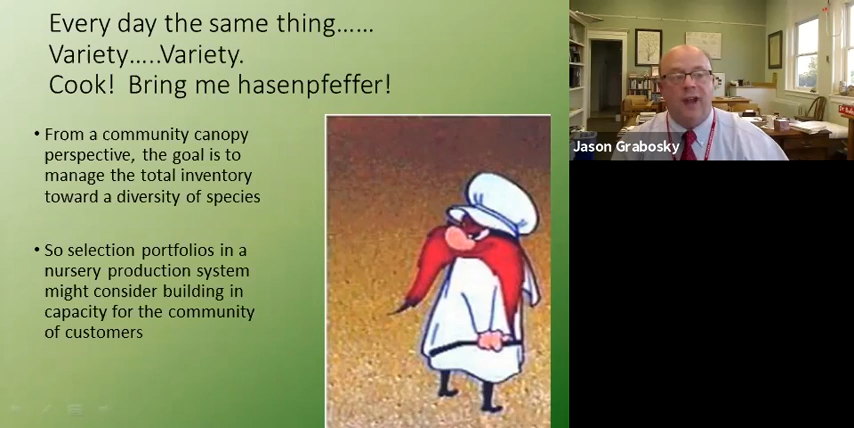 Every day the same thing……
Variety…..Variety.
Cook!  Bring me hasenpfeffer!
• From a community canopy
perspective, the goal is to
manage the total inventory
toward a diversity of species
• So selection portfolios in a
nursery production system
might consider building in
capacity for the community
of customers
Jason Grabosky